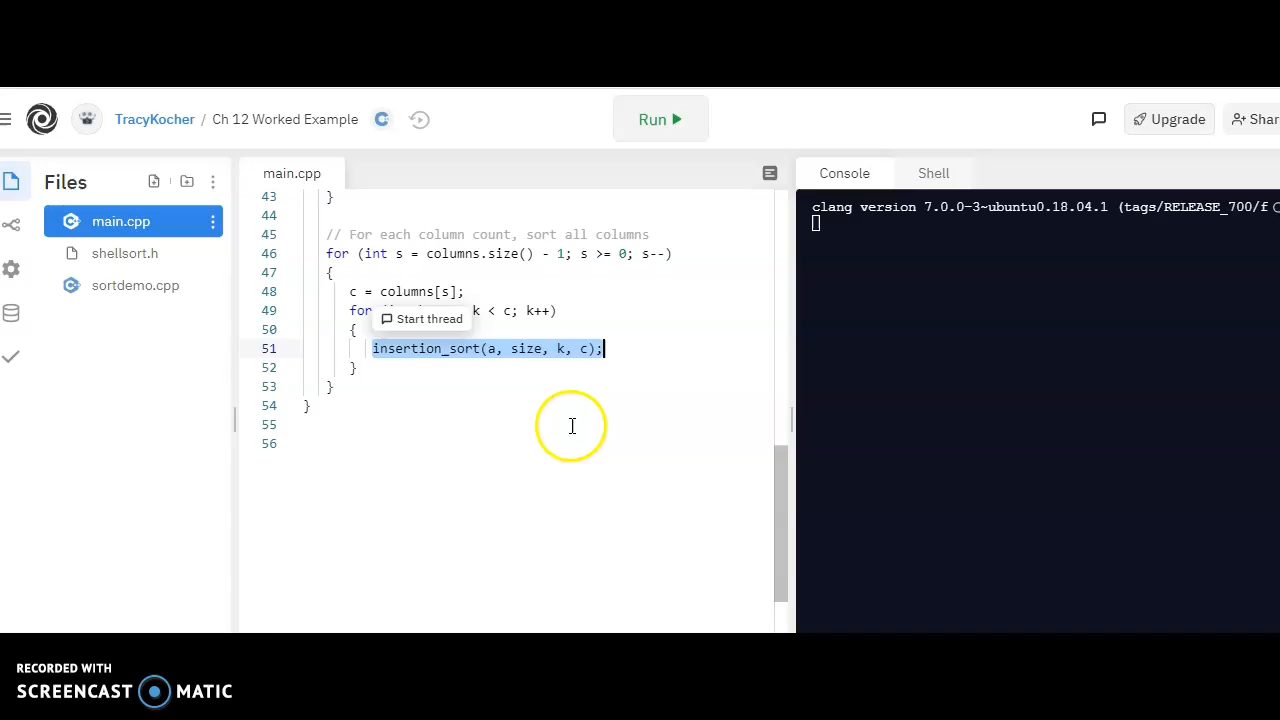 TracyKocher / Ch 12 Worked Example
Run
Upgrade
Shar
Files
main.cpp
shellsort.h
sortdemo.cpp
main.cpp
43 }
44
45 // For each column count, sort all columns
46 for (int s = columns.size() - 1; s >= 0; s--)
47 {
48 c = columns[s];
49 for k < c; k++)
Start thread
50 {
51 insertion_sort(a, size, k, c);
52 }
53 }
54 }
55
56
Console Shell
clang version 7.0.0-3~ubuntu0.18.04.1 (tags/RELEASE_700/f
RECORDED WITH
SCREENCAST MATIC